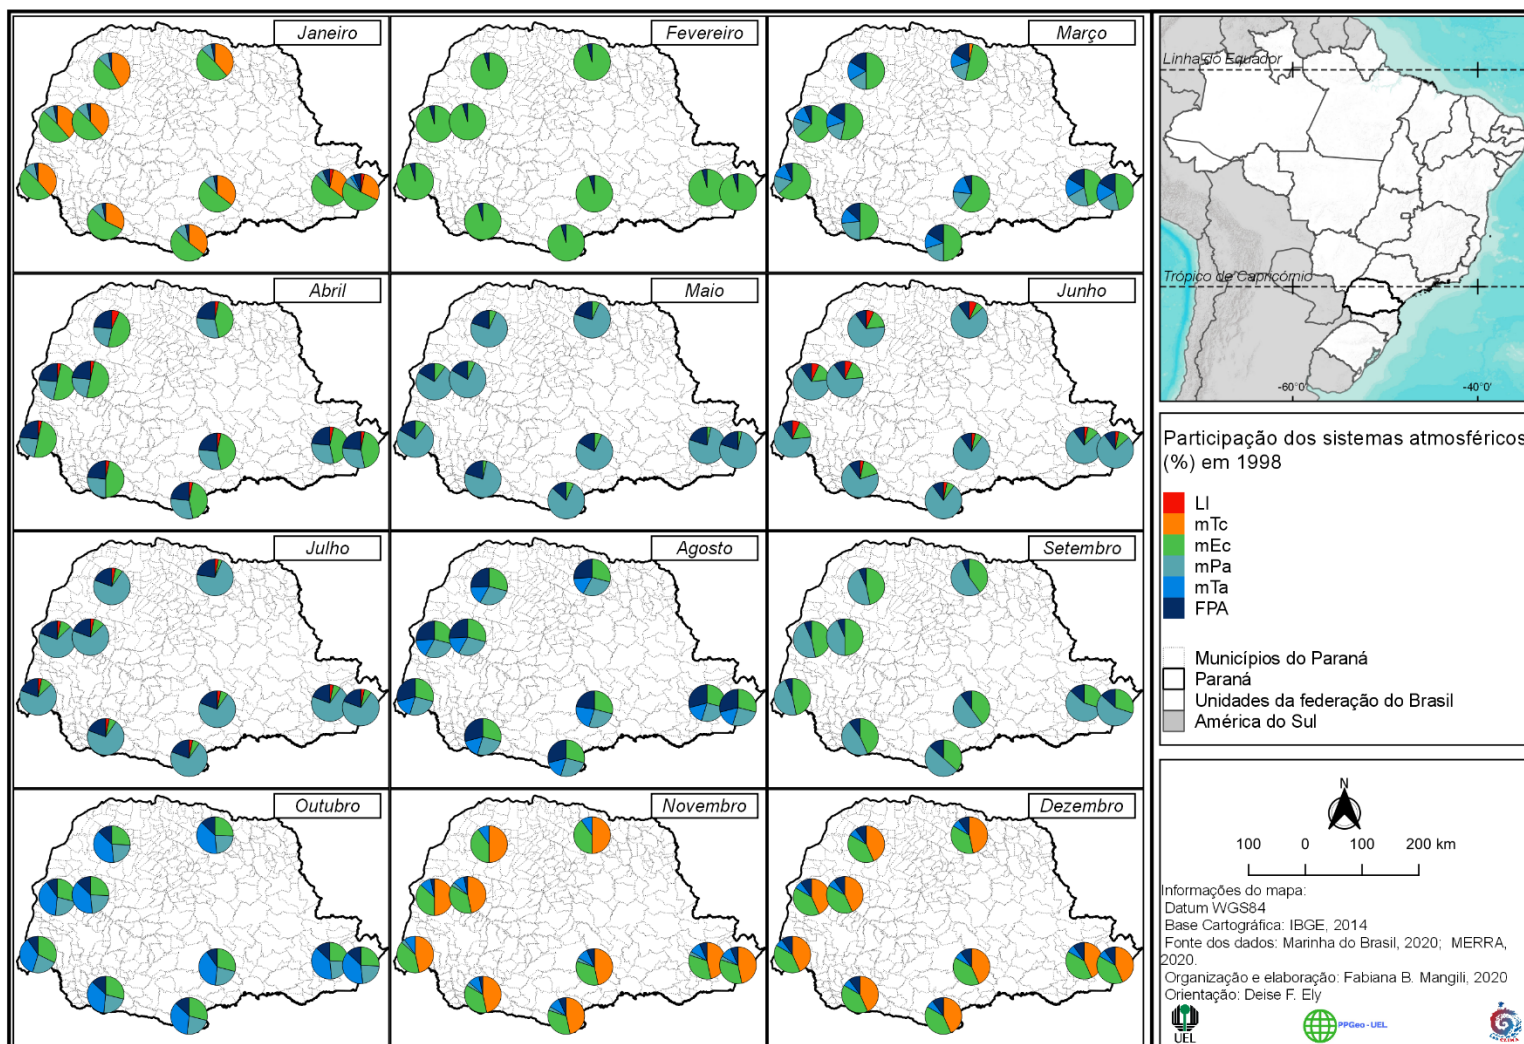 Janeiro
Fevereiro
Março
Abril
Maio
Junho
Julho
Agosto
Setembro
Outubro
Novembro
Dezembro
Linha do Equador
Trópico de Capricórnio
-60°0'
-40°0'
Participação dos sistemas atmosféricos
(%) em 1998
LI
mTc
mEc
mPa
mTa
FPA
Municípios do Paraná
Paraná
Unidades da federação do Brasil
América do Sul
N
100 0 100 200 km
Informações do mapa:
Datum WGS84
Base Cartográfica: IBGE, 2014
Fonte dos dados: Marinha do Brasil, 2020; MERRA,
2020.
Organização e elaboração: Fabiana B. Mangili, 2020
Orientação: Deise F. Ely
UEL
PPGeo - UEL